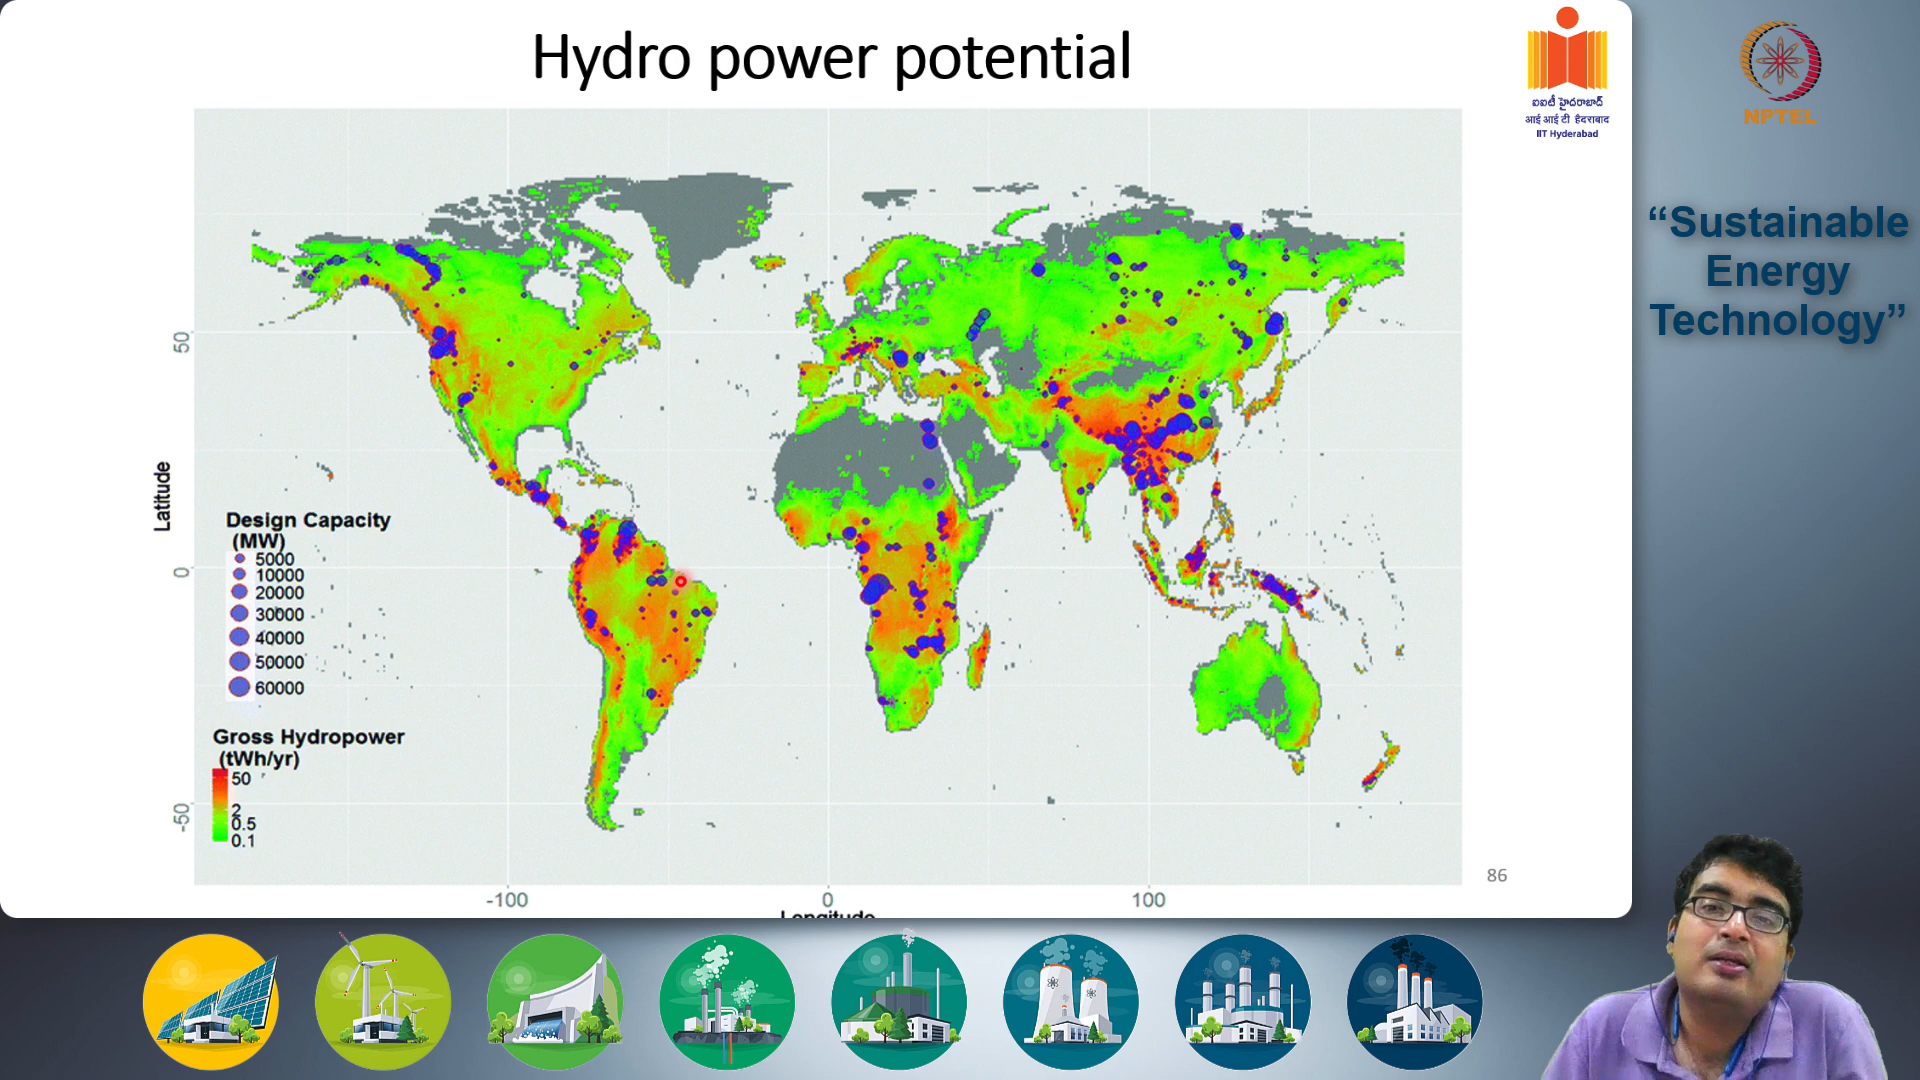 Hydro power potential
ఐఐటీ హైదరాబాద్
आई आई टी हैदराबाद
IIT Hyderabad
NPTEL
“Sustainable
Energy
Technology”
Latitude
50
0
-50
Design Capacity
(MW)
5000
10000
20000
30000
40000
50000
60000
Gross Hydropower
(tWh/yr)
50
2
0.5
0.1
86
-100
0
100
Longitude